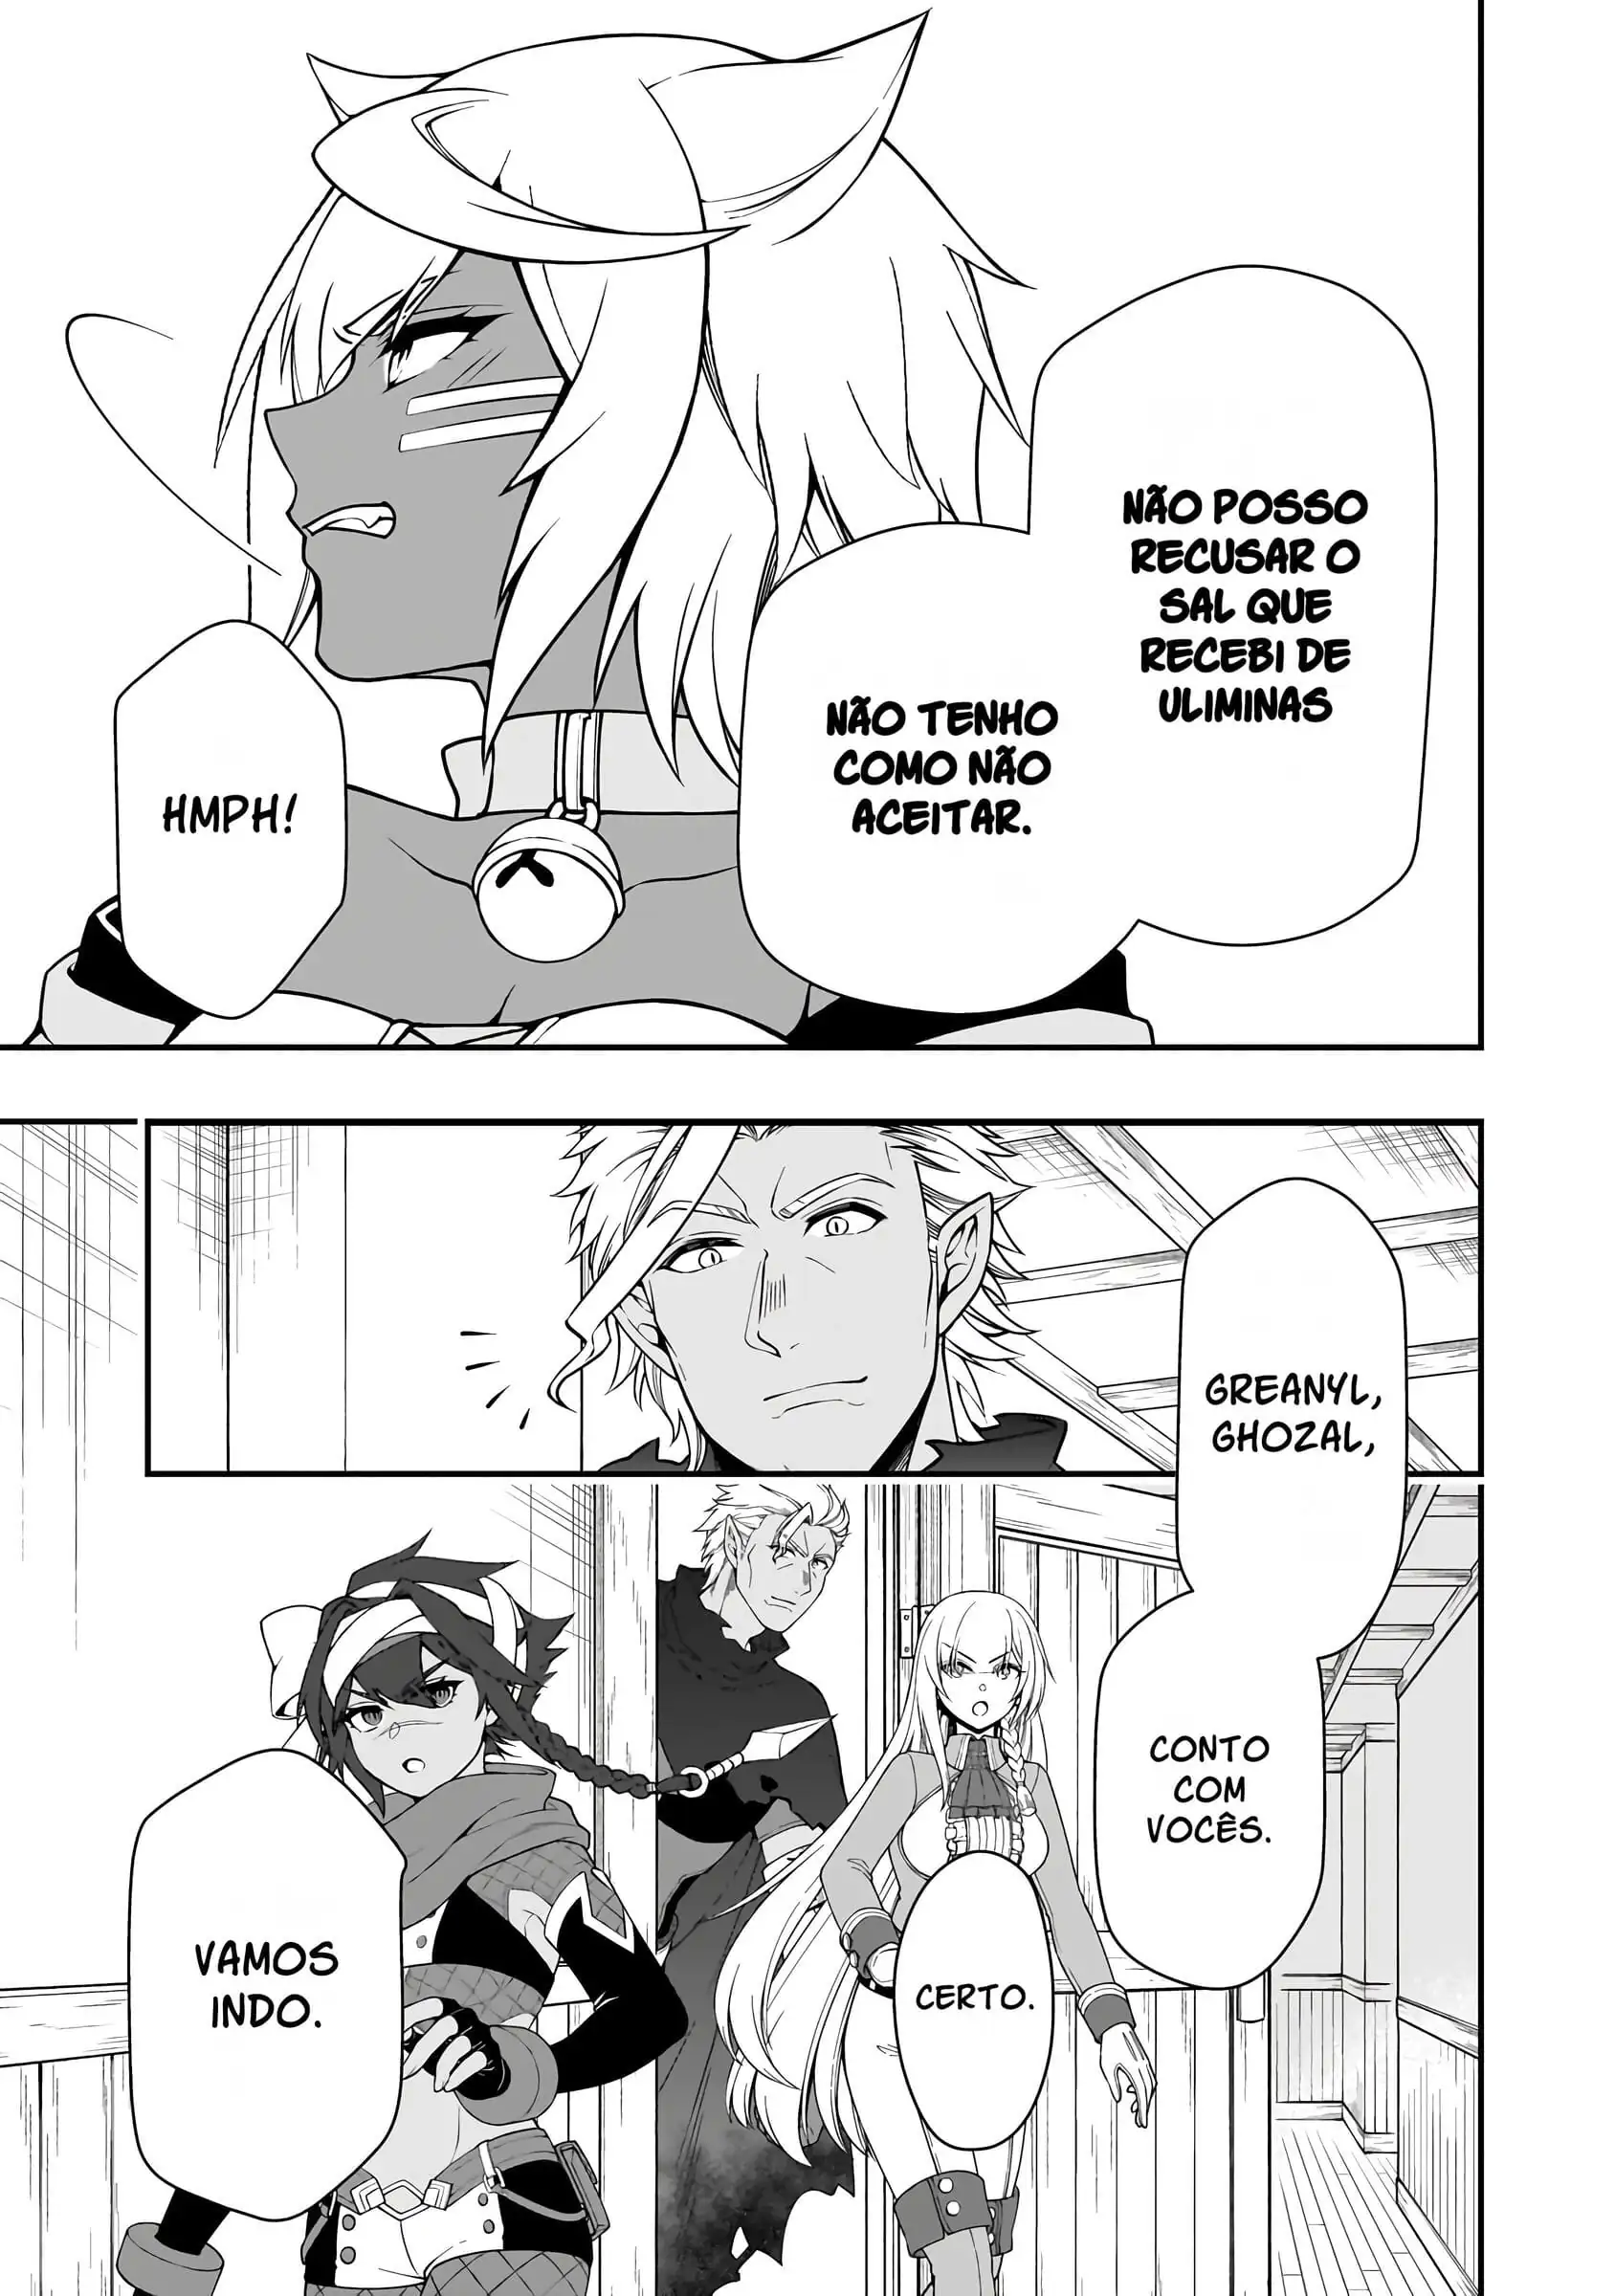 NÃO POSSO
RECUSAR O
SAL QUE
RECEBI DE
ULIMINAS
NÃO TENHO
COMO NÃO
ACEITAR.
HMPH!
GREANYL,
GHOZAL,
CONTO
COM
VOCÊS.
CERTO.
VAMOS
INDO.